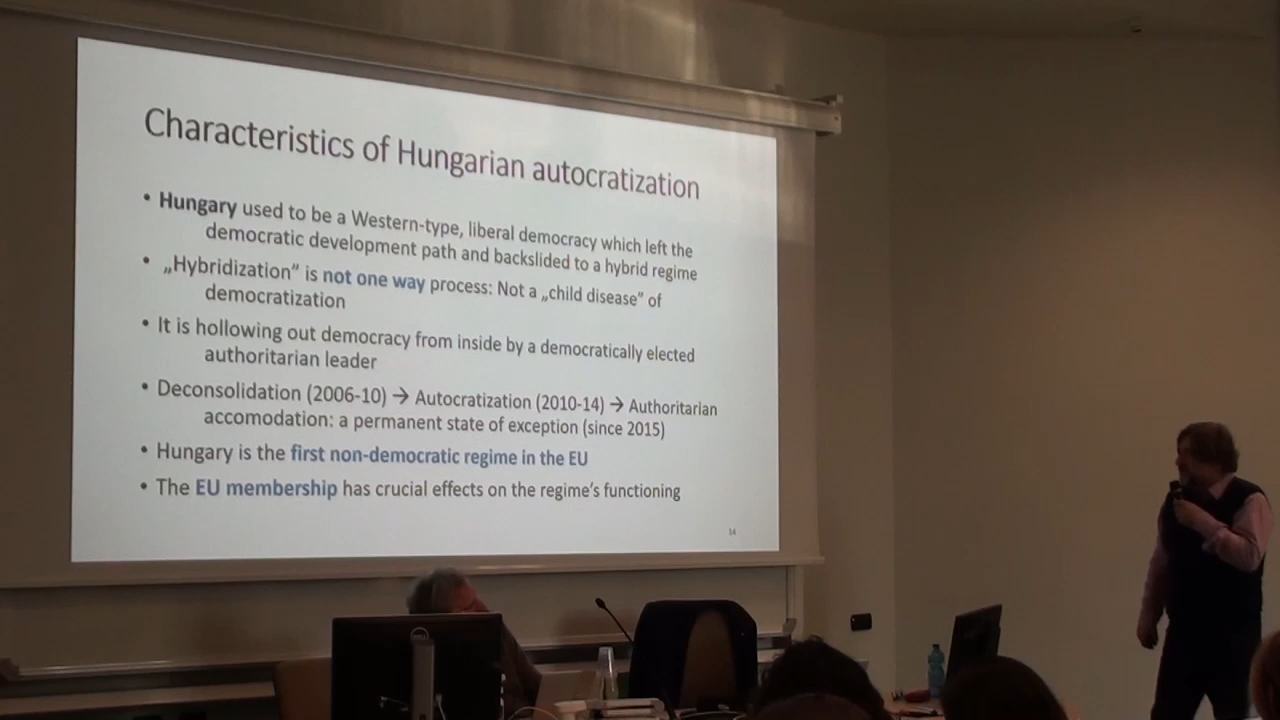 Characteristics of Hungarian autocratization
• Hungary used to be a Western-type, liberal democracy which left the
democratic development path and backslided to a hybrid regime
• „Hybridization” is not one way process: Not a „child disease” of
democratization
• It is hollowing out democracy from inside by a democratically elected
authoritarian leader
• Deconsolidation (2006-10) → Autocratization (2010-14) → Authoritarian
accomodation: a permanent state of exception (since 2015)
• Hungary is the first non-democratic regime in the EU
• The EU membership has crucial effects on the regime’s functioning
14